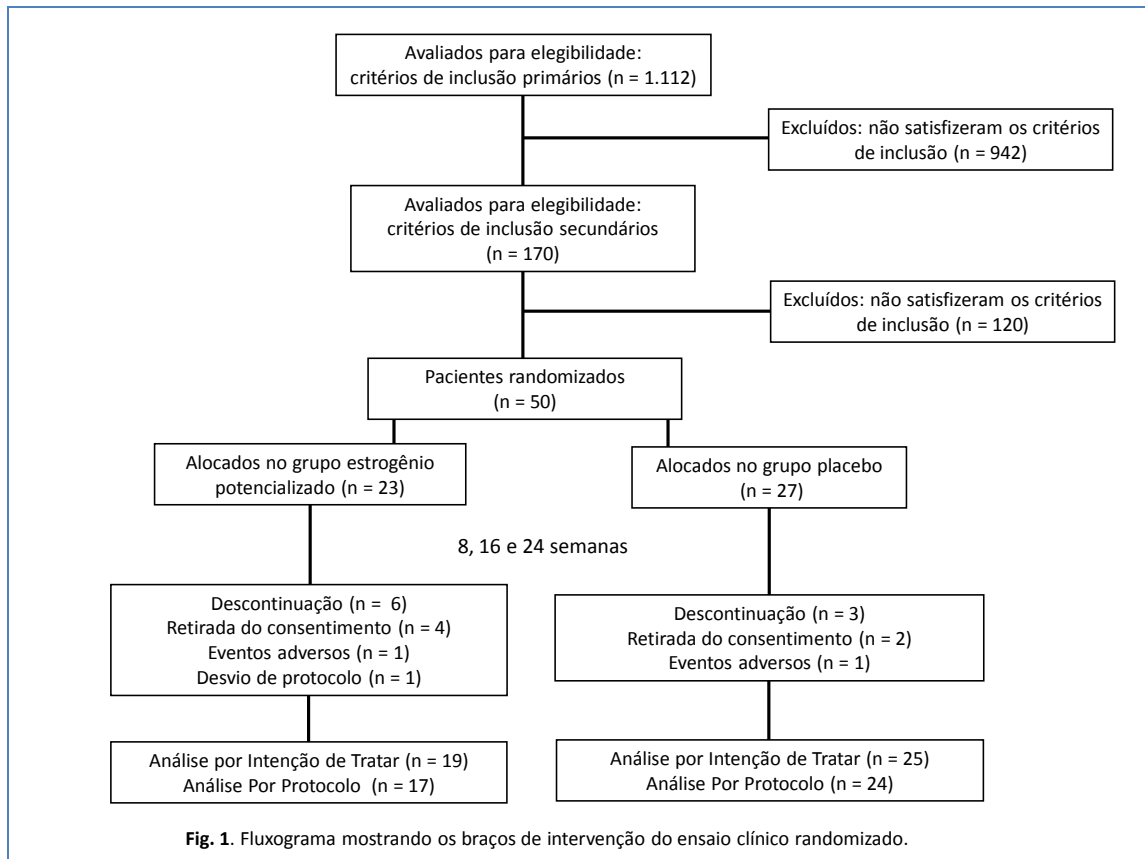 Avaliados para elegibilidade:
critérios de inclusão primários (n = 1.112)
Excluídos: não satisfizeram os critérios
de inclusão (n = 942)
Avaliados para elegibilidade:
critérios de inclusão secundários
(n = 170)
Excluídos: não satisfizeram os critérios
de inclusão (n = 120)
Pacientes randomizados
(n = 50)
Alocados no grupo estrogênio
potencializado (n = 23)
Alocados no grupo placebo
(n = 27)
8, 16 e 24 semanas
Descontinuação (n = 6)
Retirada do consentimento (n = 4)
Eventos adversos (n = 1)
Desvio de protocolo (n = 1)
Descontinuação (n = 3)
Retirada do consentimento (n = 2)
Eventos adversos (n = 1)
Análise por Intenção de Tratar (n = 19)
Análise Por Protocolo (n = 17)
Análise por Intenção de Tratar (n = 25)
Análise Por Protocolo (n = 24)
Fig. 1. Fluxograma mostrando os braços de intervenção do ensaio clínico randomizado.